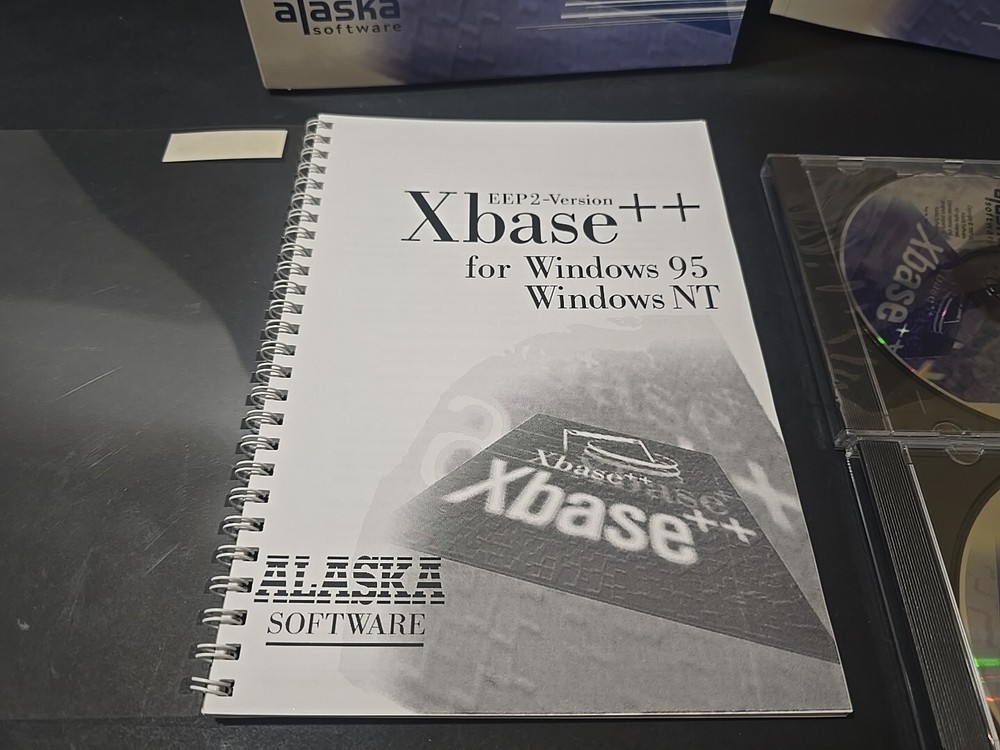 alaska
software
EEP2-Version
Xbase++
for Windows 95
Windows NT
Xbase++
Xbase++
ALASKA
SOFTWARE
Xbase++